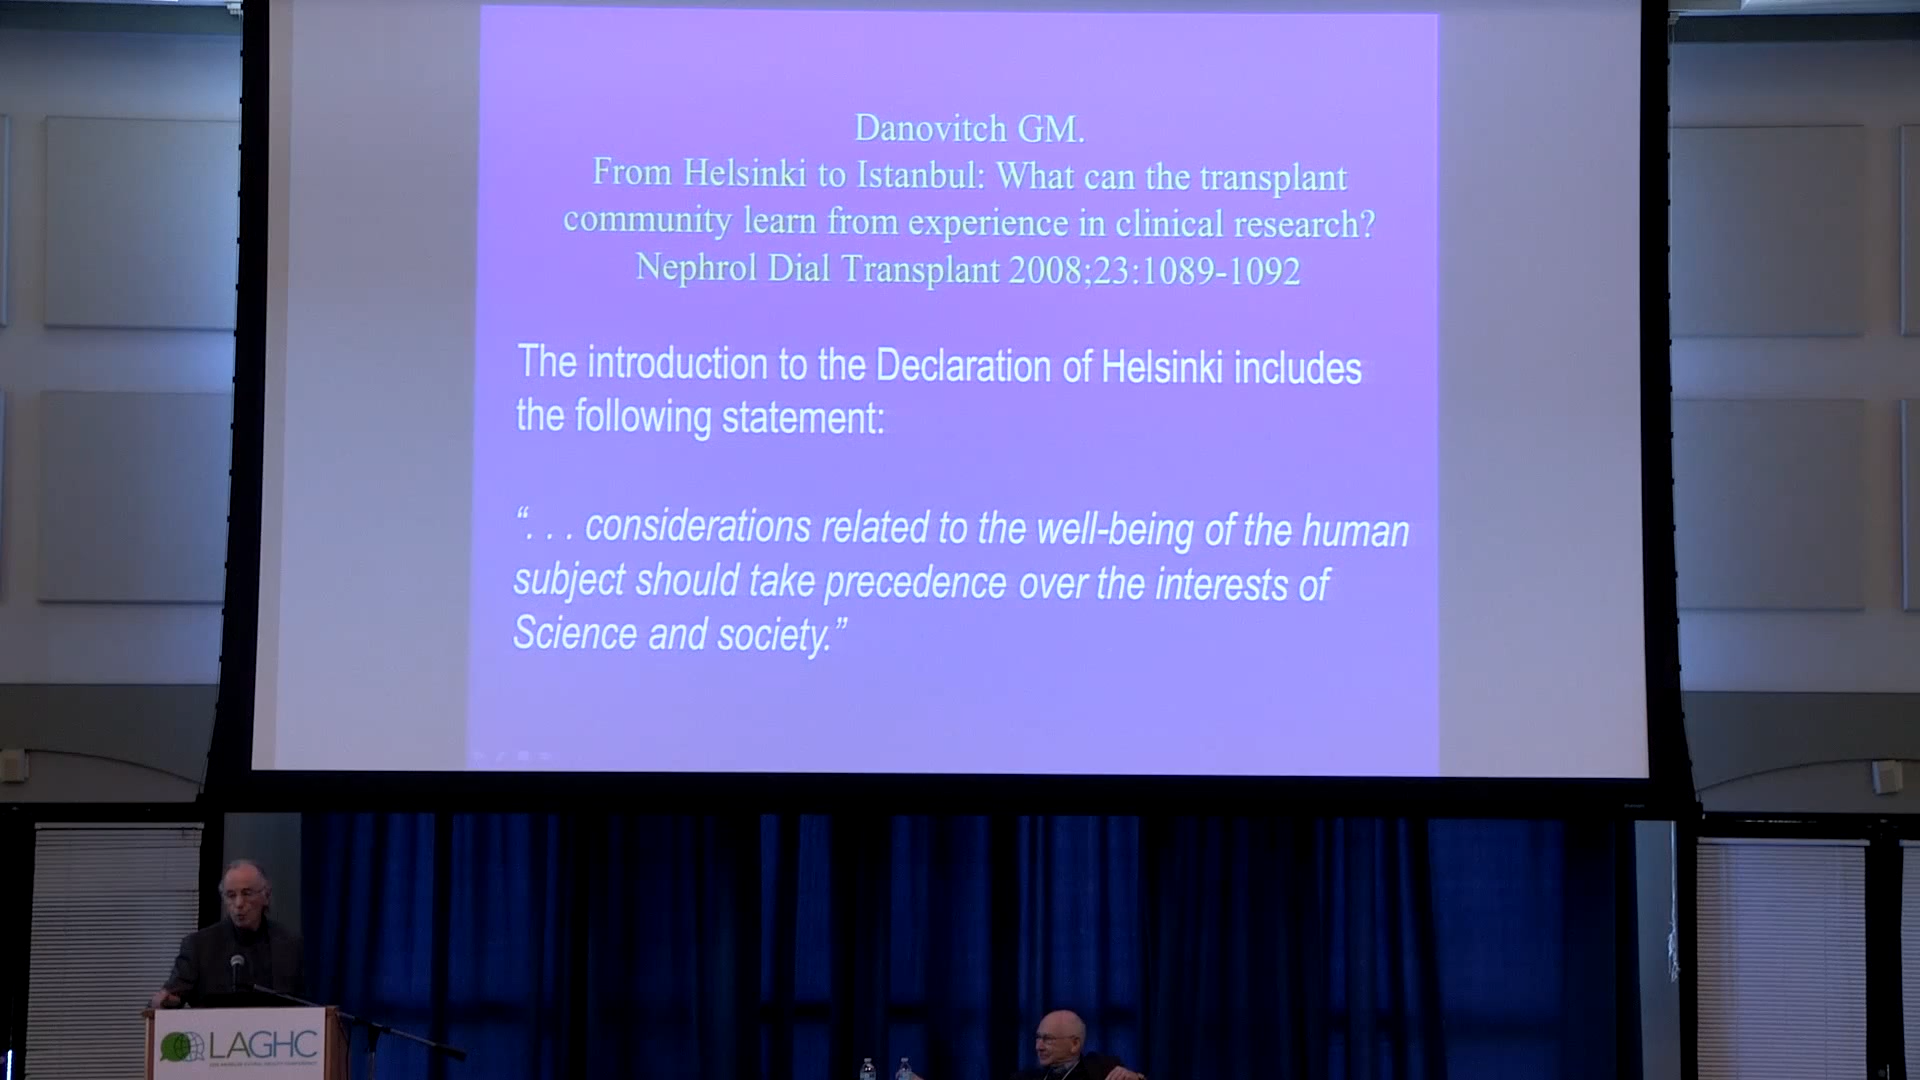 Danovitch GM.
From Helsinki to Istanbul: What can the transplant
community learn from experience in clinical research?
Nephrol Dial Transplant 2008;23:1089-1092
The introduction to the Declaration of Helsinki includes
the following statement:
“. . . considerations related to the well-being of the human
subject should take precedence over the interests of
Science and society.”
LAGHC